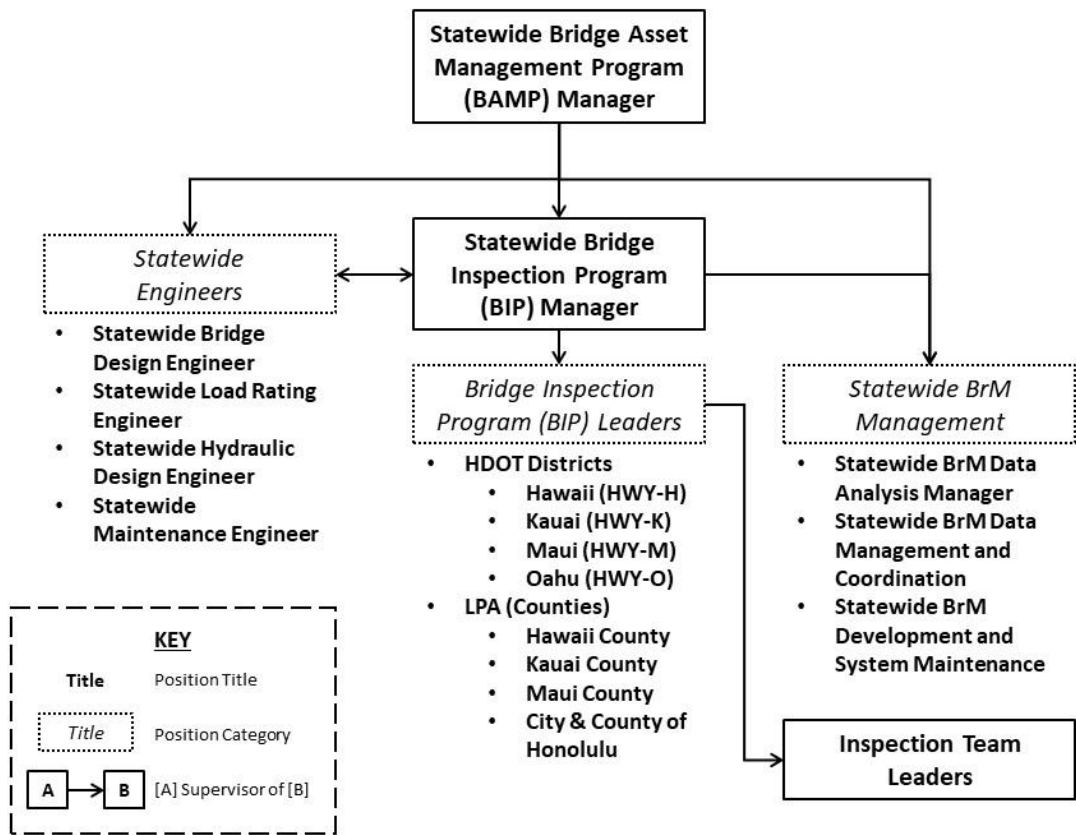 Statewide Bridge Asset
Management Program
(BAMP) Manager
Statewide
Engineers
Statewide Bridge
Inspection Program
(BIP) Manager
• Statewide Bridge
Design Engineer
• Statewide Load Rating
Engineer
• Statewide Hydraulic
Design Engineer
• Statewide
Maintenance Engineer
Bridge Inspection
Program (BIP) Leaders
• HDOT Districts
• Hawaii (HWY-H)
• Kauai (HWY-K)
• Maui (HWY-M)
• Oahu (HWY-O)
• LPA (Counties)
• Hawaii County
• Kauai County
• Maui County
• City & County of
Honolulu
Statewide BrM
Management
• Statewide BrM Data
Analysis Manager
• Statewide BrM Data
Management and
Coordination
• Statewide BrM
Development and
System Maintenance
Inspection Team
Leaders
KEY
Title Position Title
Title Position Category
A B [A] Supervisor of [B]